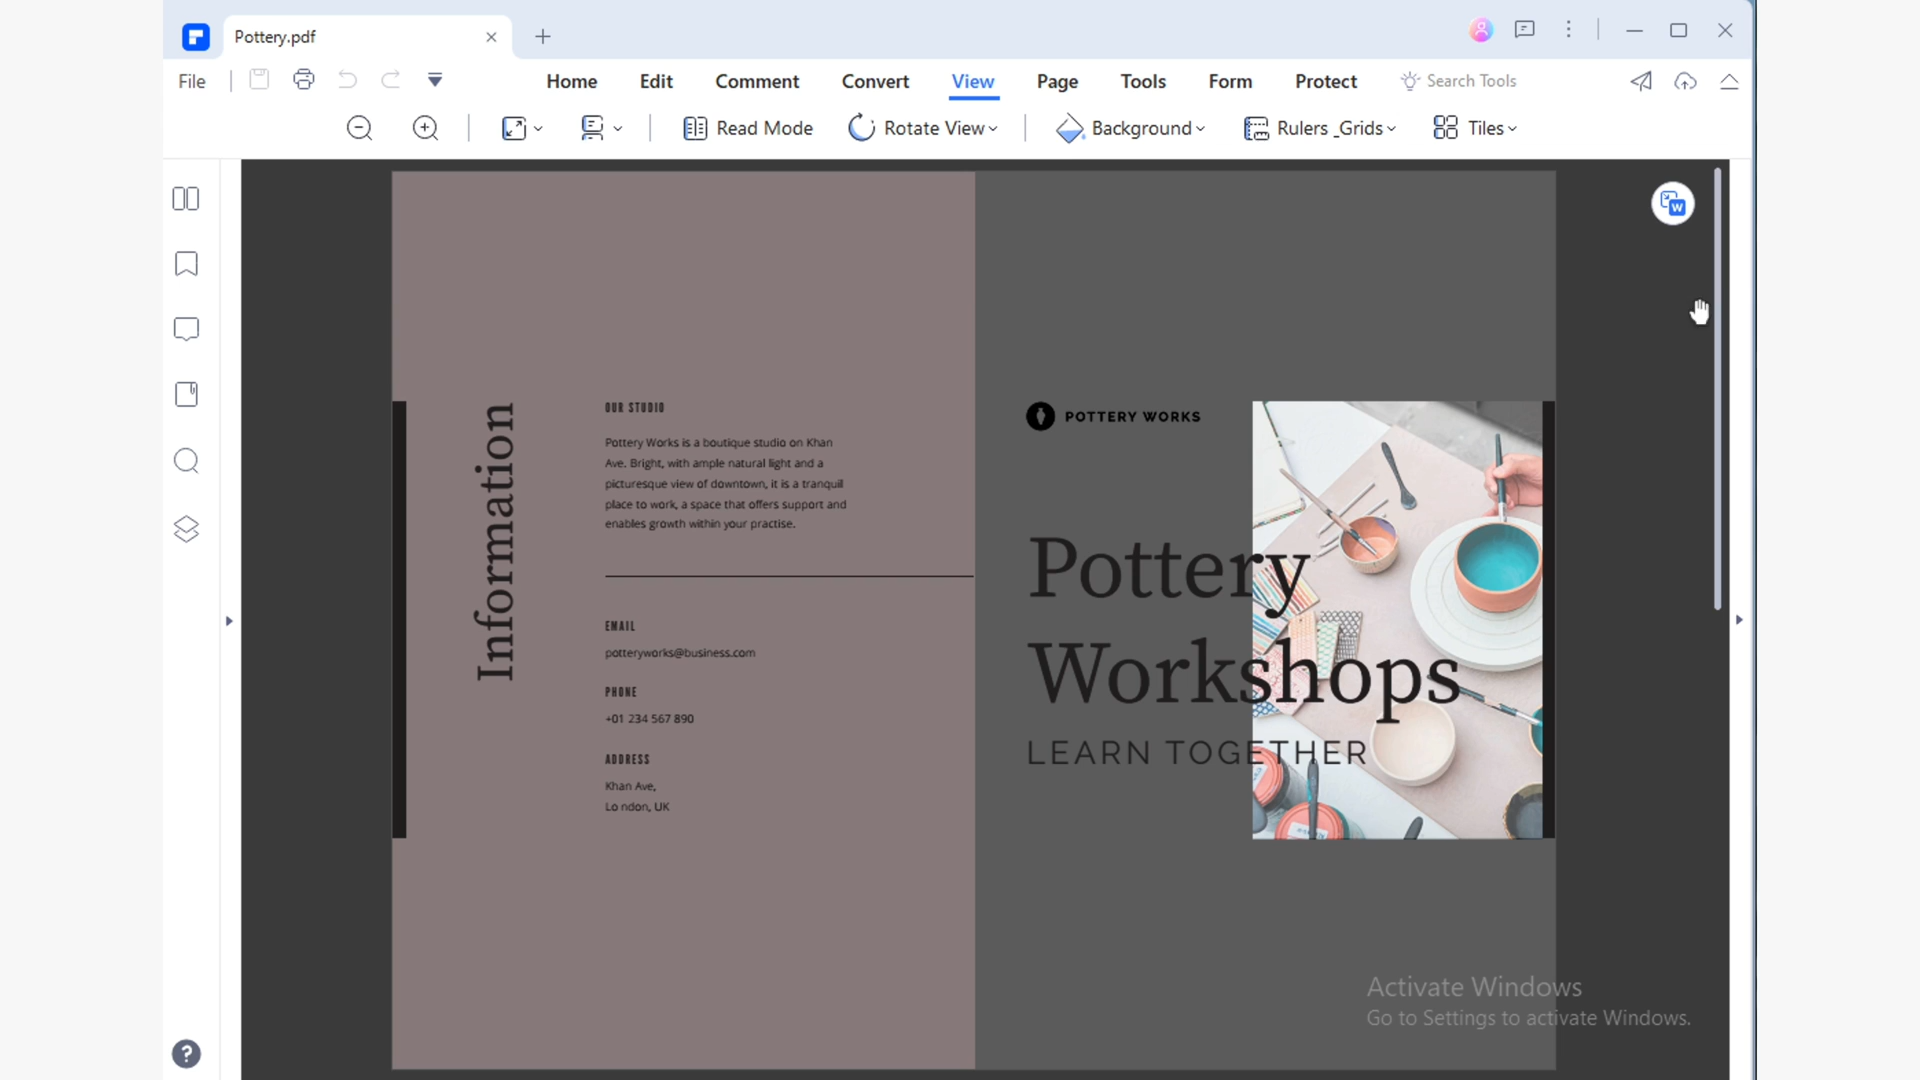 Pottery.pdf
File
Home Edit Comment Convert View Page Tools Form Protect Search Tools
Read Mode Rotate View Background Rulers _Grids Tiles
W
Information
OUR STUDIO
Pottery Works is a boutique studio on Khan
Ave. Bright, with ample natural light and a
picturesque view of downtown, it is a tranquil
place to work, a space that offers support and
enables growth within your practise.
EMAIL
potteryworks@business.com
PHONE
+01 234 567 890
ADDRESS
Khan Ave,
Lo ndon, UK
POTTERY WORKS
Pottery
Workshops
LEARN TOGETHER
Activate Windows
Go to Settings to activate Windows.
?